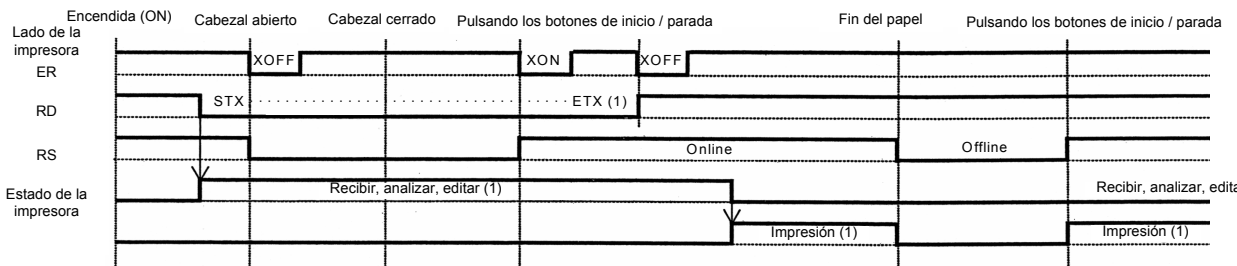 Encendida (ON)
Cabezal abierto
Cabezal cerrado
Pulsando los botones de inicio / parada
Fin del papel
Pulsando los botones de inicio / parada
Lado de la
impresora
ER
XOFF
XON
XOFF
RD
STX
ETX (1)
RS
Online
Offline
Estado de la
impresora
Recibir, analizar, editar (1)
Recibir, analizar, edita
Impresión (1)
Impresión (1)